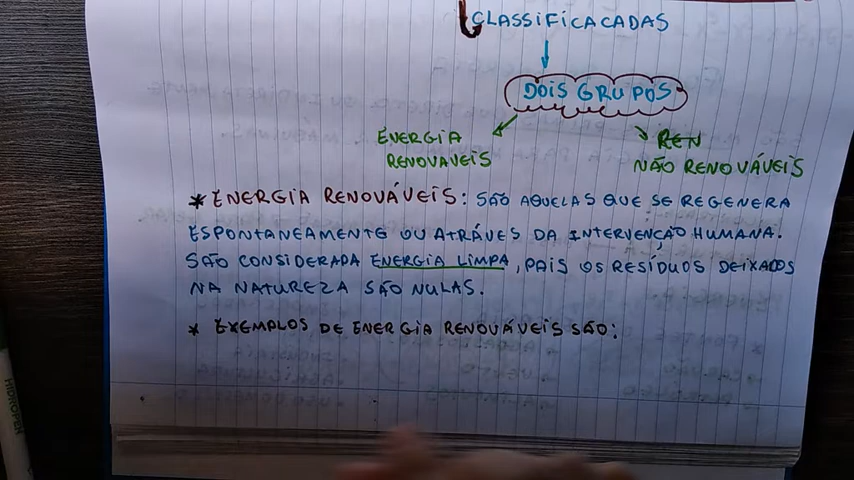 CLASSIFICACADAS
DOIS GRUPOS
ENERGIA
RENOVAVEIS
REN
NÃO RENOVÁVEIS
* ENERGIA RENOVÁVEIS: SÃO AQUELAS QUE SE REGENERA
ESPONTANEAMENTE OU ATRÁVES DA INTERVENÇÃO HUMANA.
SÃO CONSIDERADA ENERGIA LIMPA, PAIS OS RESÍDUOS DEIXADOS
NA NATUREZA SÃO NULAS.
* EXEMPLOS DE ENERGIA RENOVÁVEIS SÃO:
HIDROPEN